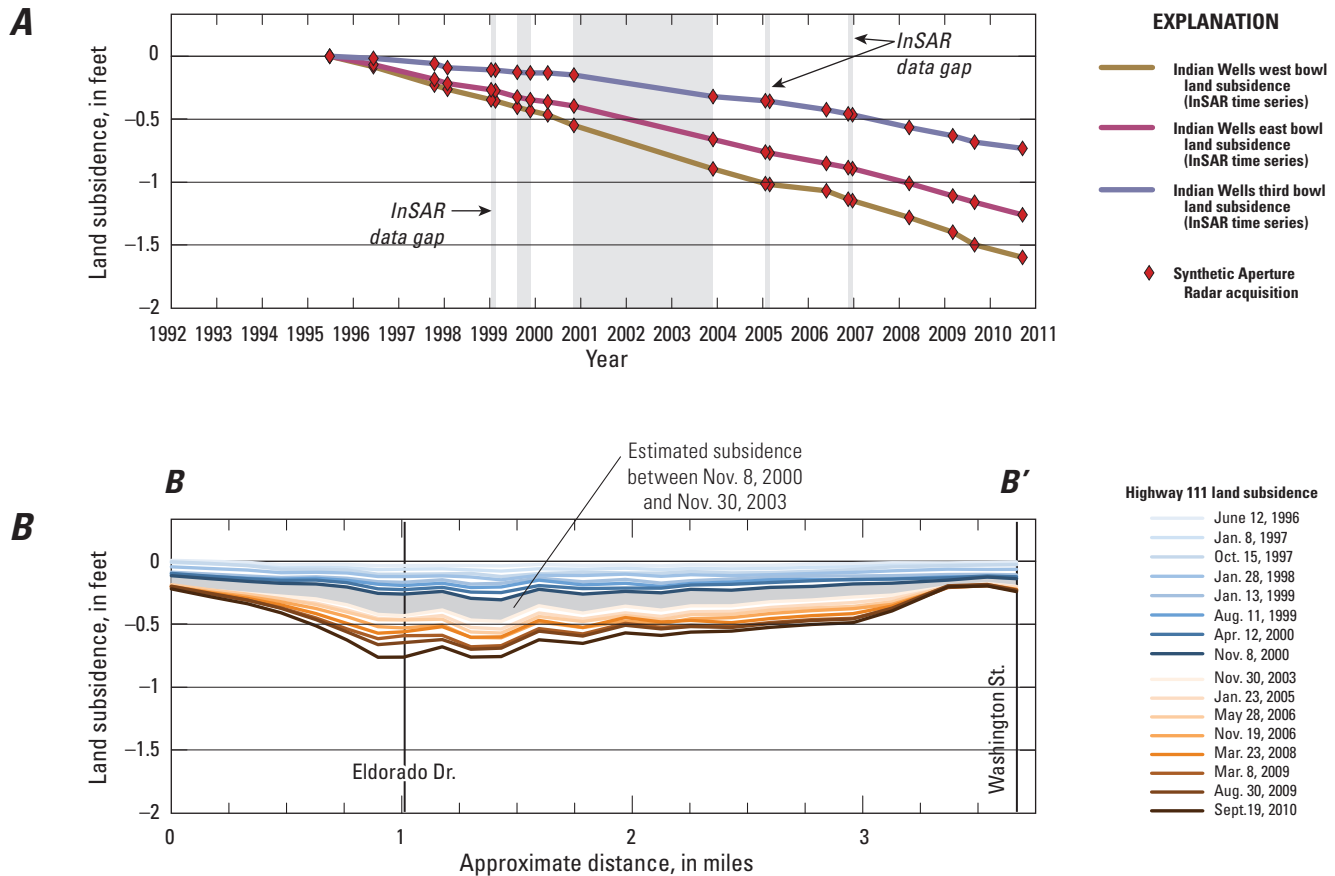 A
Land subsidence, in feet
0
–0.5
–1
–1.5
–2
InSAR
data gap
InSAR
data gap
1992 1993 1994 1995 1996 1997 1998 1999 2000 2001 2002 2003 2004 2005 2006 2007 2008 2009 2010 2011
Year
EXPLANATION
Indian Wells west bowl
land subsidence
(InSAR time series)
Indian Wells east bowl
land subsidence
(InSAR time series)
Indian Wells third bowl
land subsidence
(InSAR time series)
Synthetic Aperture
Radar acquisition
B
B
B’
Estimated subsidence
between Nov. 8, 2000
and Nov. 30, 2003
Land subsidence, in feet
0
–0.5
–1
–1.5
–2
Eldorado Dr.
Washington St.
0 1 2 3
Approximate distance, in miles
Highway 111 land subsidence
June 12, 1996
Jan. 8, 1997
Oct. 15, 1997
Jan. 28, 1998
Jan. 13, 1999
Aug. 11, 1999
Apr. 12, 2000
Nov. 8, 2000
Nov. 30, 2003
Jan. 23, 2005
May 28, 2006
Nov. 19, 2006
Mar. 23, 2008
Mar. 8, 2009
Aug. 30, 2009
Sept.19, 2010